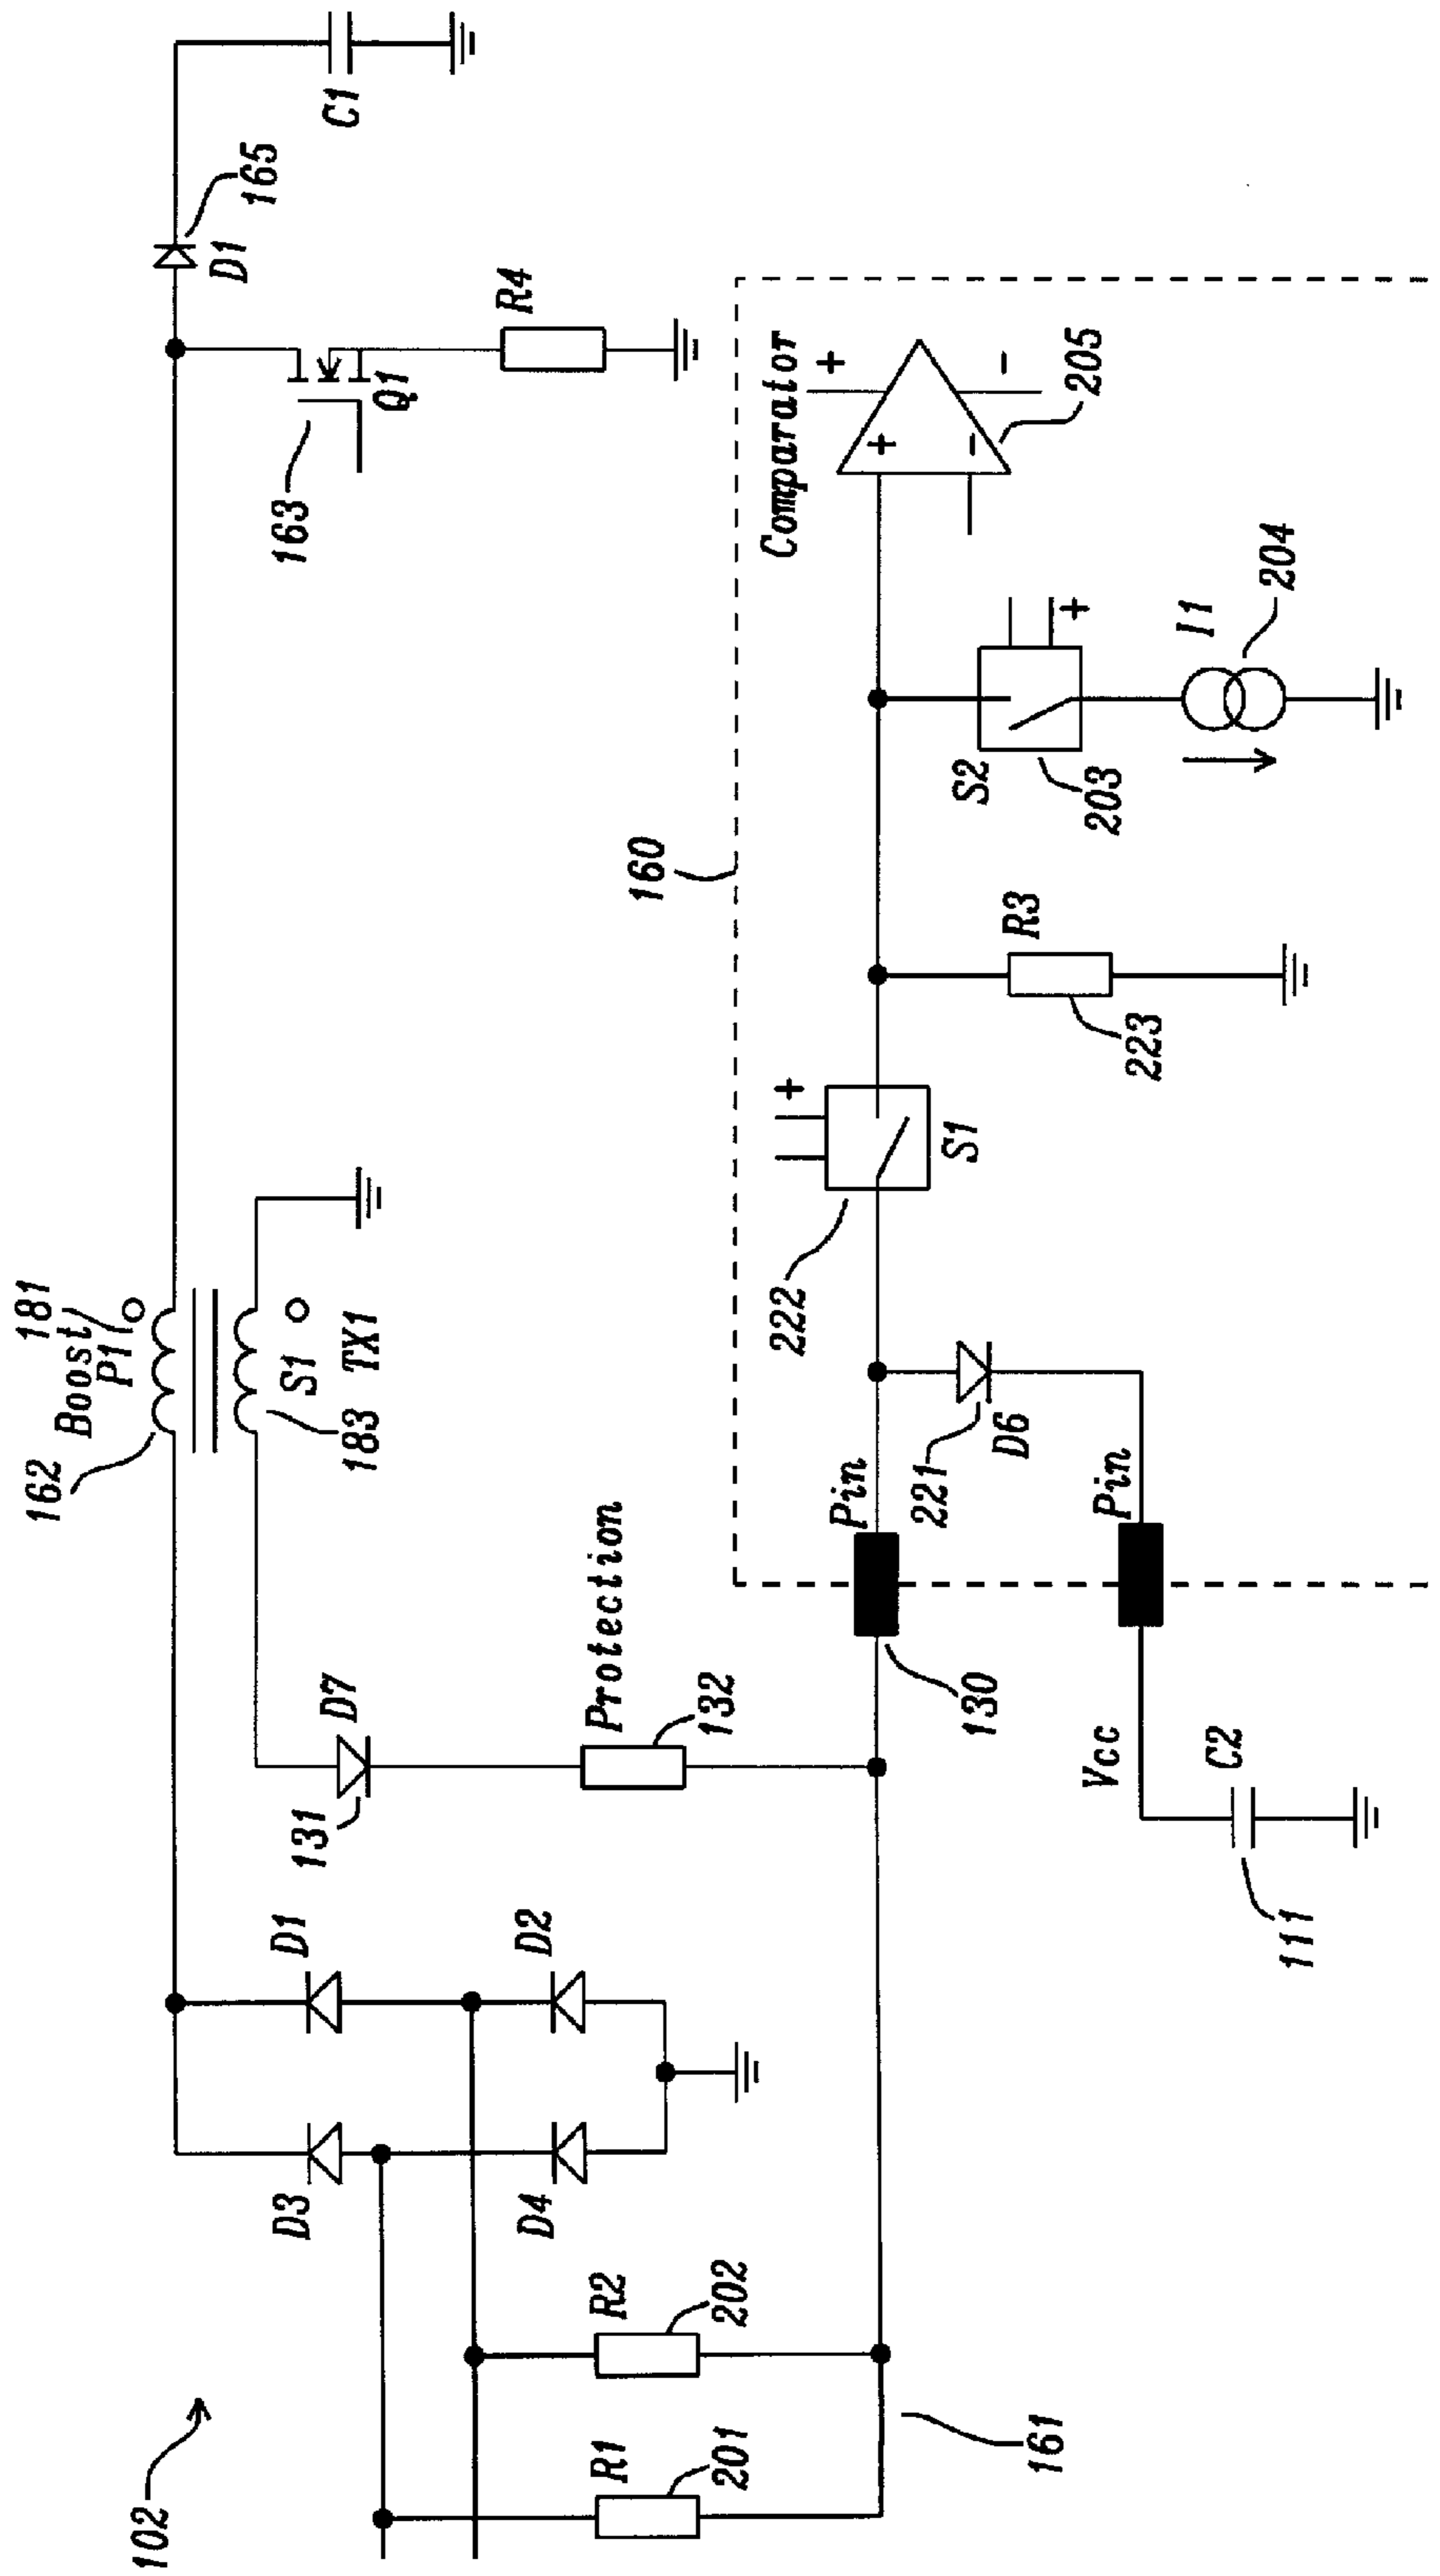 102
R1
201
R2
202
161
D3
D4
D1
D2
131
D7
Protection
132
162
Boost
P1
181
S1
183
TX1
163
Q1
R4
D1
165
C1
130
Pin
Vcc
C2
111
Pin
221
D6
222
+
S1
160
R3
223
S2
203
+
I1
204
Comparator
+
-
+
-
205